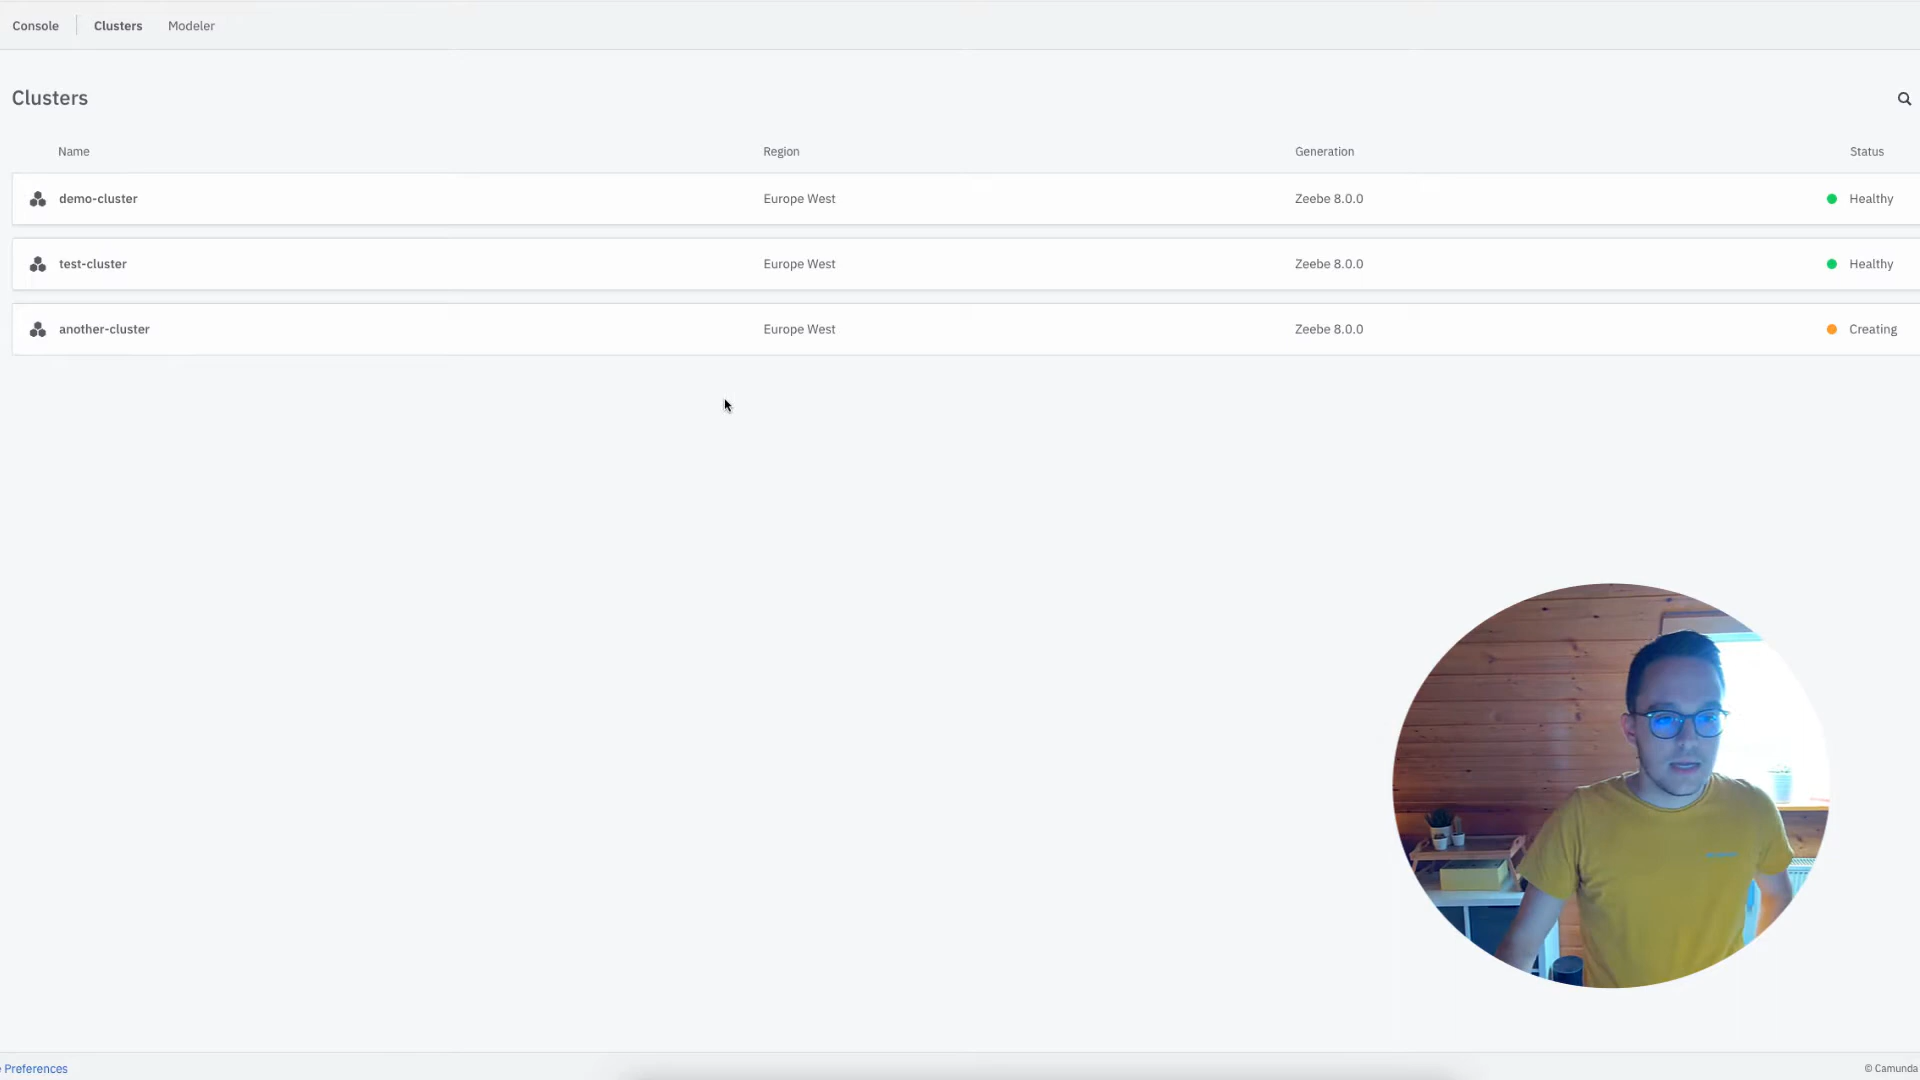 Console Clusters Modeler
Clusters
Name Region Generation Status
demo-cluster Europe West Zeebe 8.0.0 Healthy
test-cluster Europe West Zeebe 8.0.0 Healthy
another-cluster Europe West Zeebe 8.0.0 Creating
Preferences © Camunda